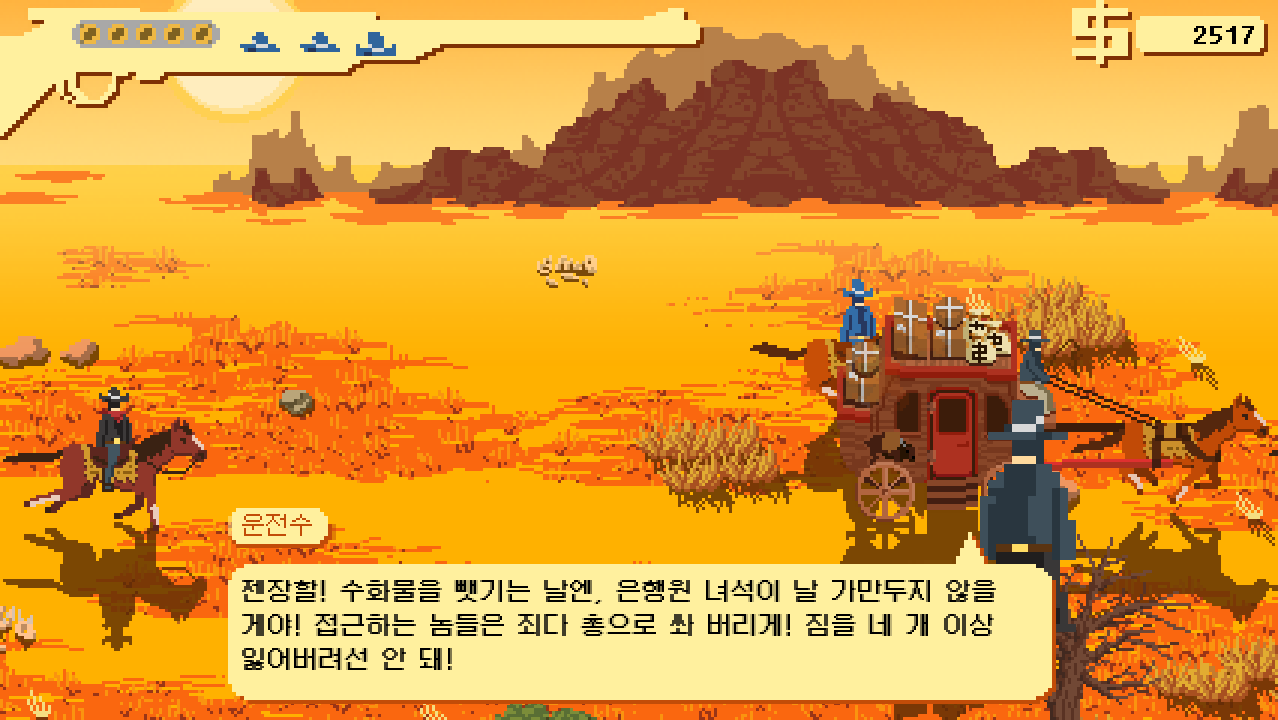 2517
운전수
젠장할! 수화물을 뺏기는 날엔, 은행원 녀석이 날 가만두지 않을
게야! 접근하는 놈들은 죄다 총으로 쏴 버리게! 짐을 네 개 이상
잃어버려선 안 돼!